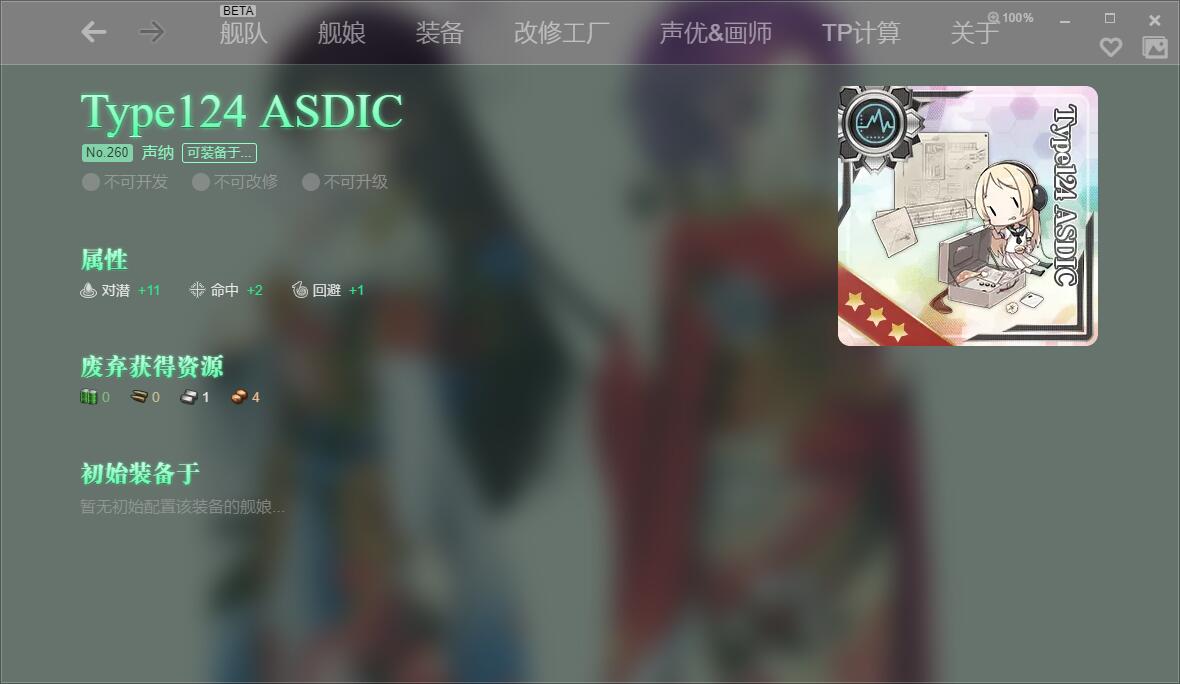 BETA
舰队 舰娘 装备 改修工厂 声优&画师 TP计算 关于 100%
Type124 ASDIC
No.260 声纳 可装备于...
不可开发 不可改修 不可升级
属性
对潜 +11 命中 +2 回避 +1
废弃获得资源
0 0 1 4
初始装备于
暂无初始配置该装备的舰娘...
Type124 ASDIC